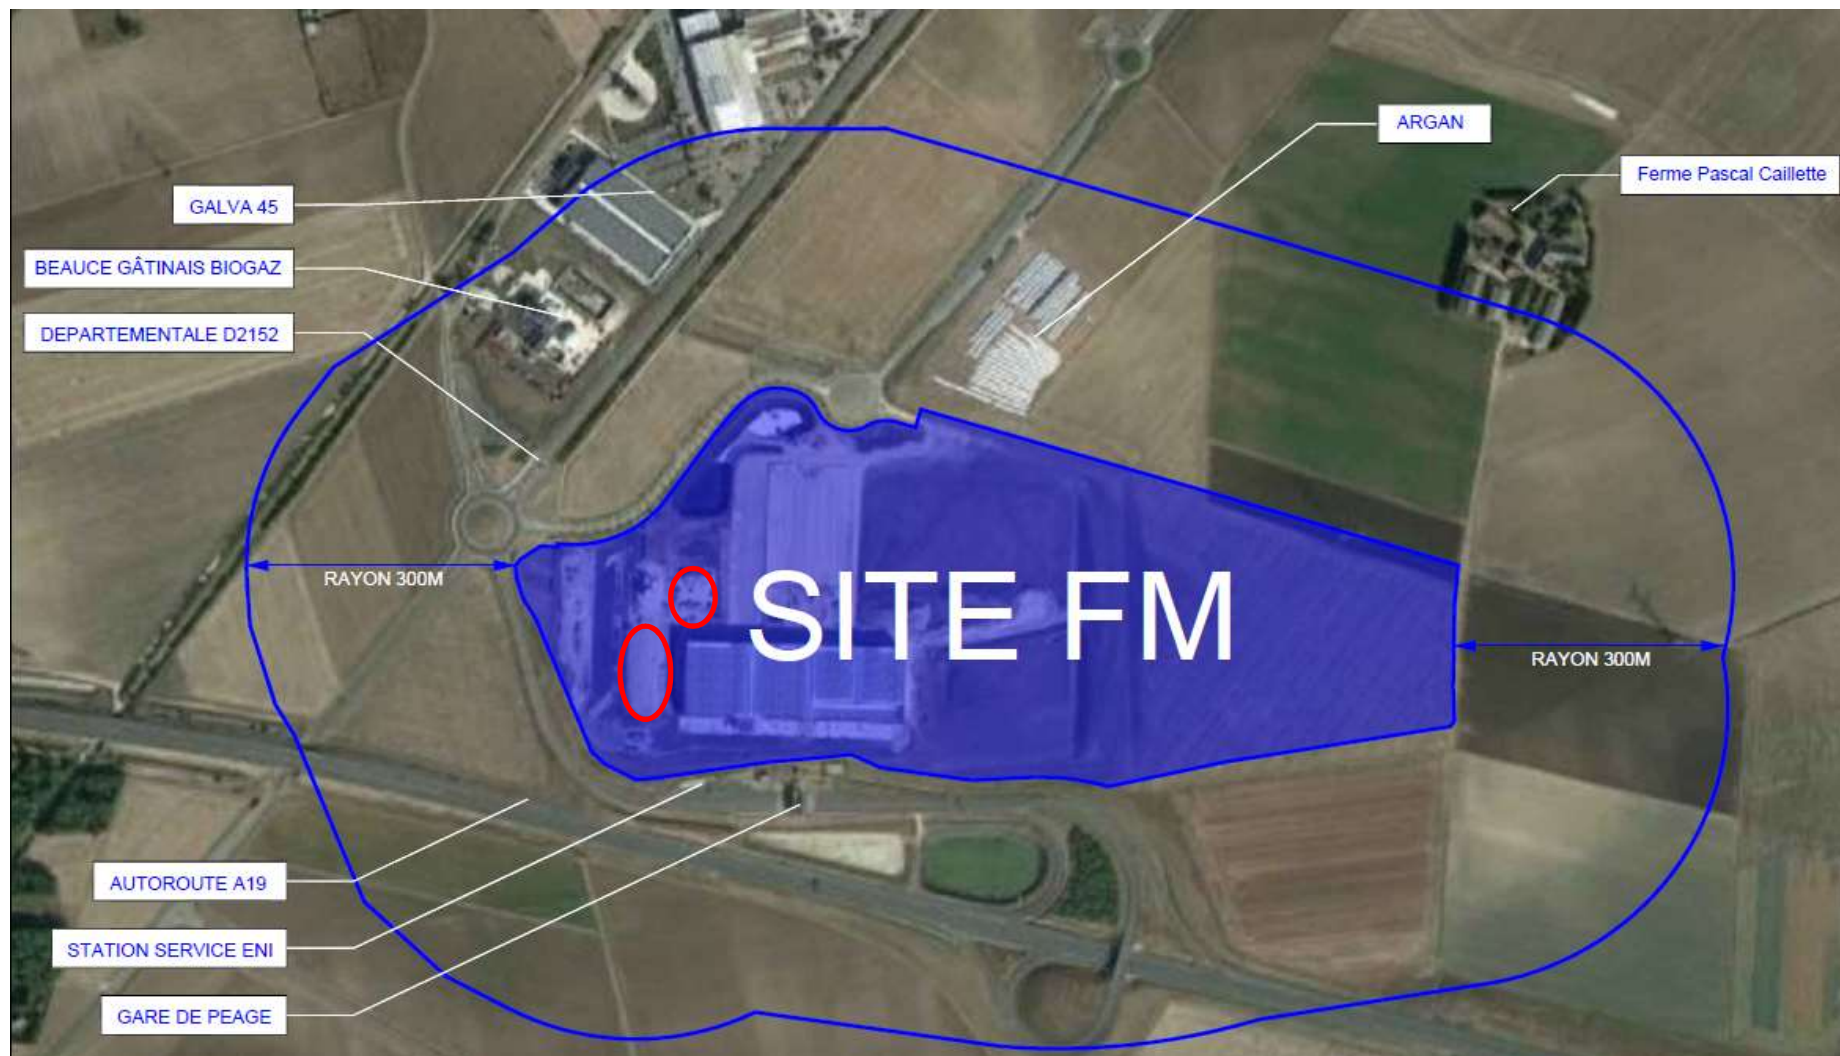 ARGAN
Ferme Pascal Caillette
GALVA 45
BEAUCE GÂTINAIS BIOGAZ
DEPARTEMENTALE D2152
RAYON 300M
SITE FM
RAYON 300M
AUTOROUTE A19
STATION SERVICE ENI
GARE DE PEAGE